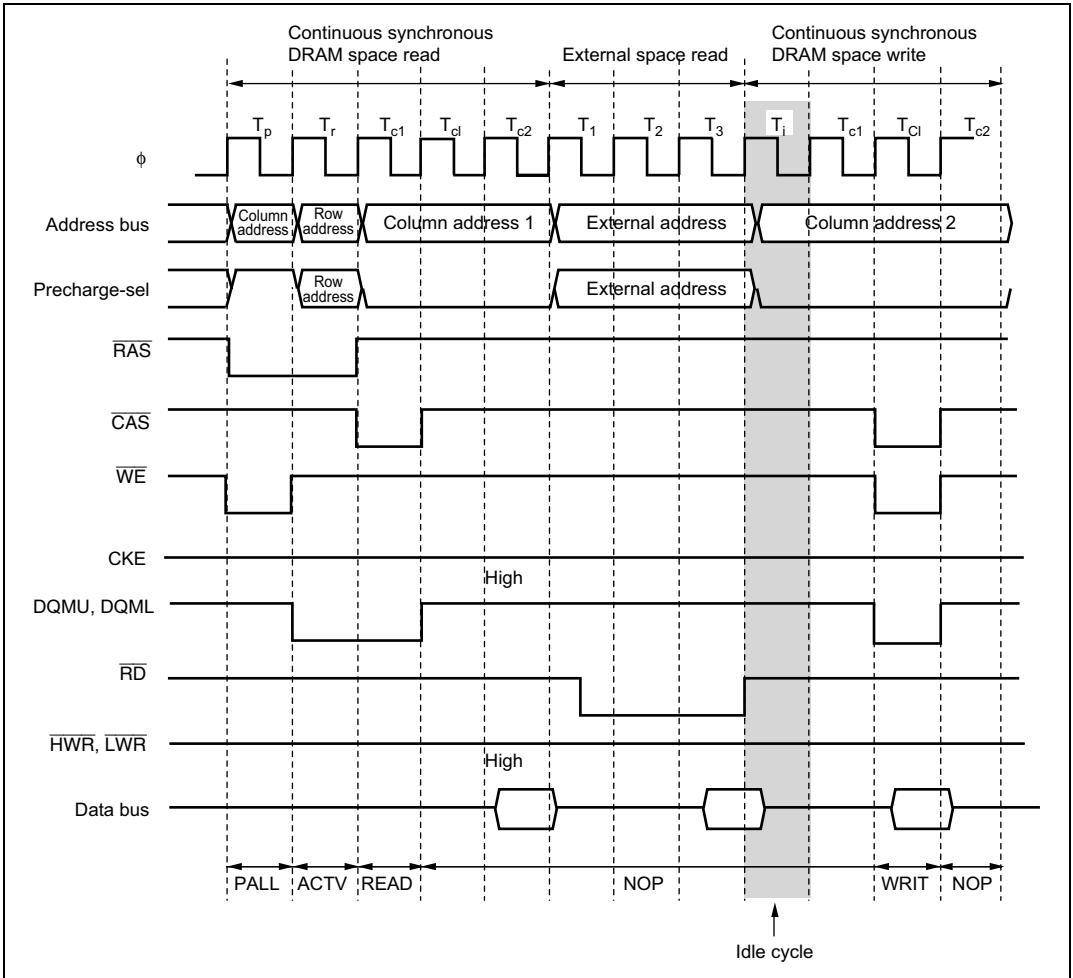 Continuous synchronous
DRAM space read
External space read
Continuous synchronous
DRAM space write
Tp Tr Tc1 Tcl Tc2 T1 T2 T3 Ti Tc1 TCl Tc2
ϕ
Address bus
Column
address
Row
address
Column address 1
External address
Column address 2
Precharge-sel
Row
address
External address
RAS
CAS
WE
CKE
High
DQMU, DQML
RD
HWR, LWR
High
Data bus
PALL ACTV READ NOP WRIT NOP
Idle cycle